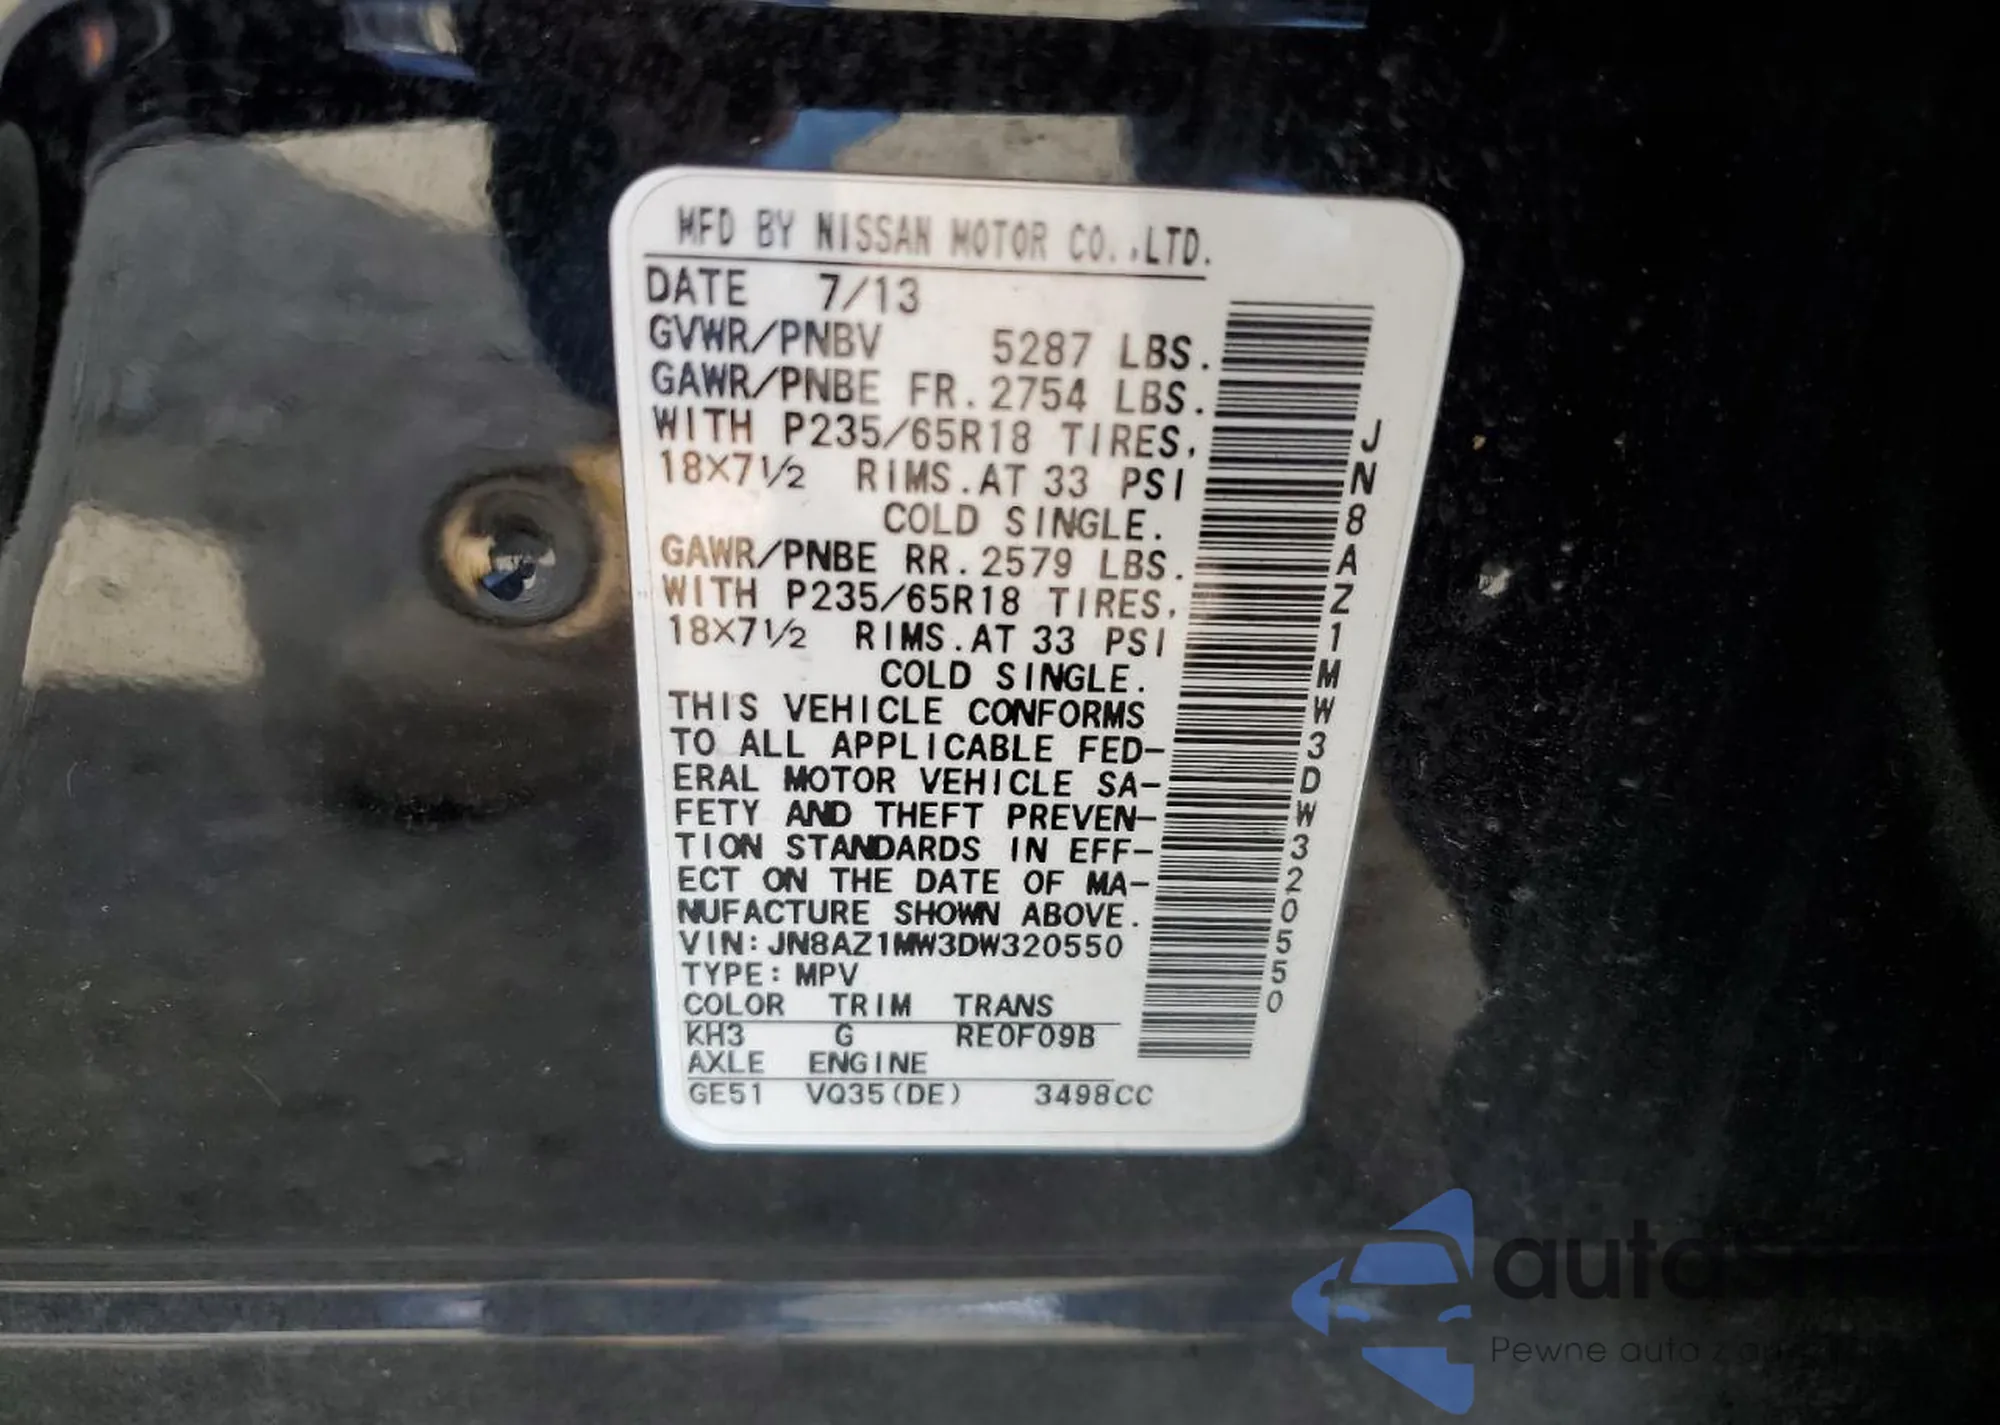 MFD BY NISSAN MOTOR CO.,LTD.
DATE 7/13
GVWR/PNBV 5287 LBS.
GAWR/PNBE FR. 2754 LBS.
WITH P235/65R18 TIRES,
18X7½ RIMS.AT 33 PSI
COLD SINGLE.
GAWR/PNBE RR. 2579 LBS.
WITH P235/65R18 TIRES,
18X7½ RIMS.AT 33 PSI
COLD SINGLE.
THIS VEHICLE CONFORMS
TO ALL APPLICABLE FED-
ERAL MOTOR VEHICLE SA-
FETY AND THEFT PREVEN-
TION STANDARDS IN EFF-
ECT ON THE DATE OF MA-
NUFACTURE SHOWN ABOVE.
VIN: JN8AZ1MW3DW320550
TYPE: MPV
COLOR TRIM TRANS
KH3 G RE0F09B
AXLE ENGINE
GE51 VQ35(DE) 3498CC
JN8AZ1MW3DW320550
Pewne auto z